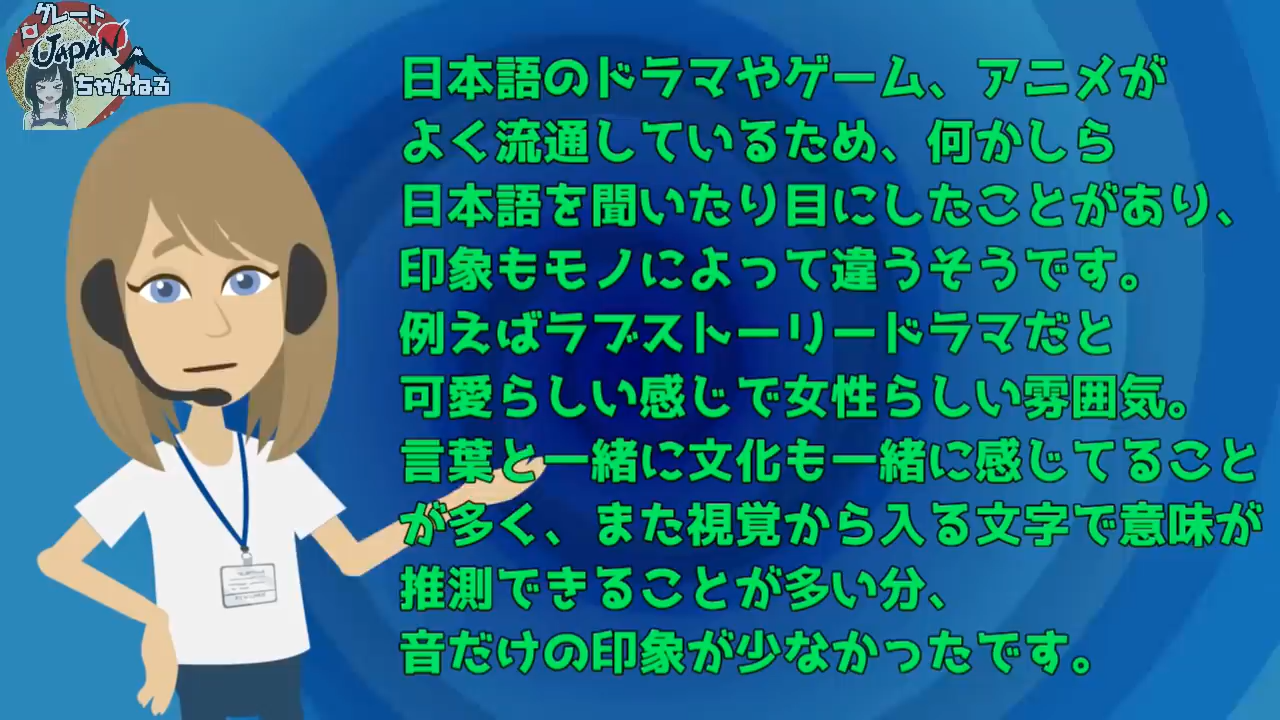 グレート
JAPAN
ちゃんねる
日本語のドラマやゲーム、アニメが
よく流通しているため、何かしら
日本語を聞いたり目にしたことがあり、
印象もモノによって違うそうです。
例えばラブストーリードラマだと
可愛らしい感じで女性らしい雰囲気。
言葉と一緒に文化も一緒に感じてること
が多く、また視覚から入る文字で意味が
推測できることが多い分、
音だけの印象が少なかったです。